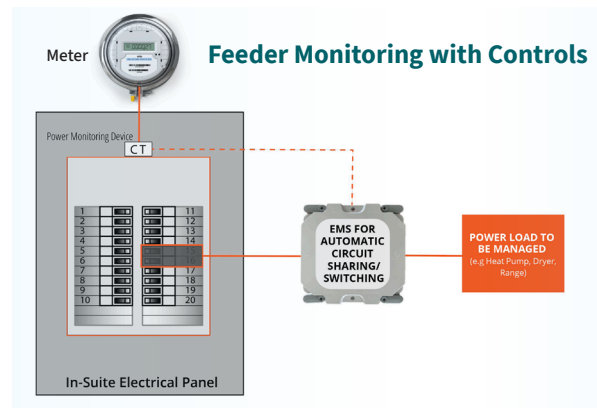 Feeder Monitoring with Controls
Meter
Power Monitoring Device
CT
1 11
2 12
3 13
4 14
5 15
6 16
7 17
8 18
9 19
10 20
EMS FOR
AUTOMATIC
CIRCUIT
SHARING/
SWITCHING
POWER LOAD TO
BE MANAGED
(e.g Heat Pump, Dryer,
Range)
In-Suite Electrical Panel